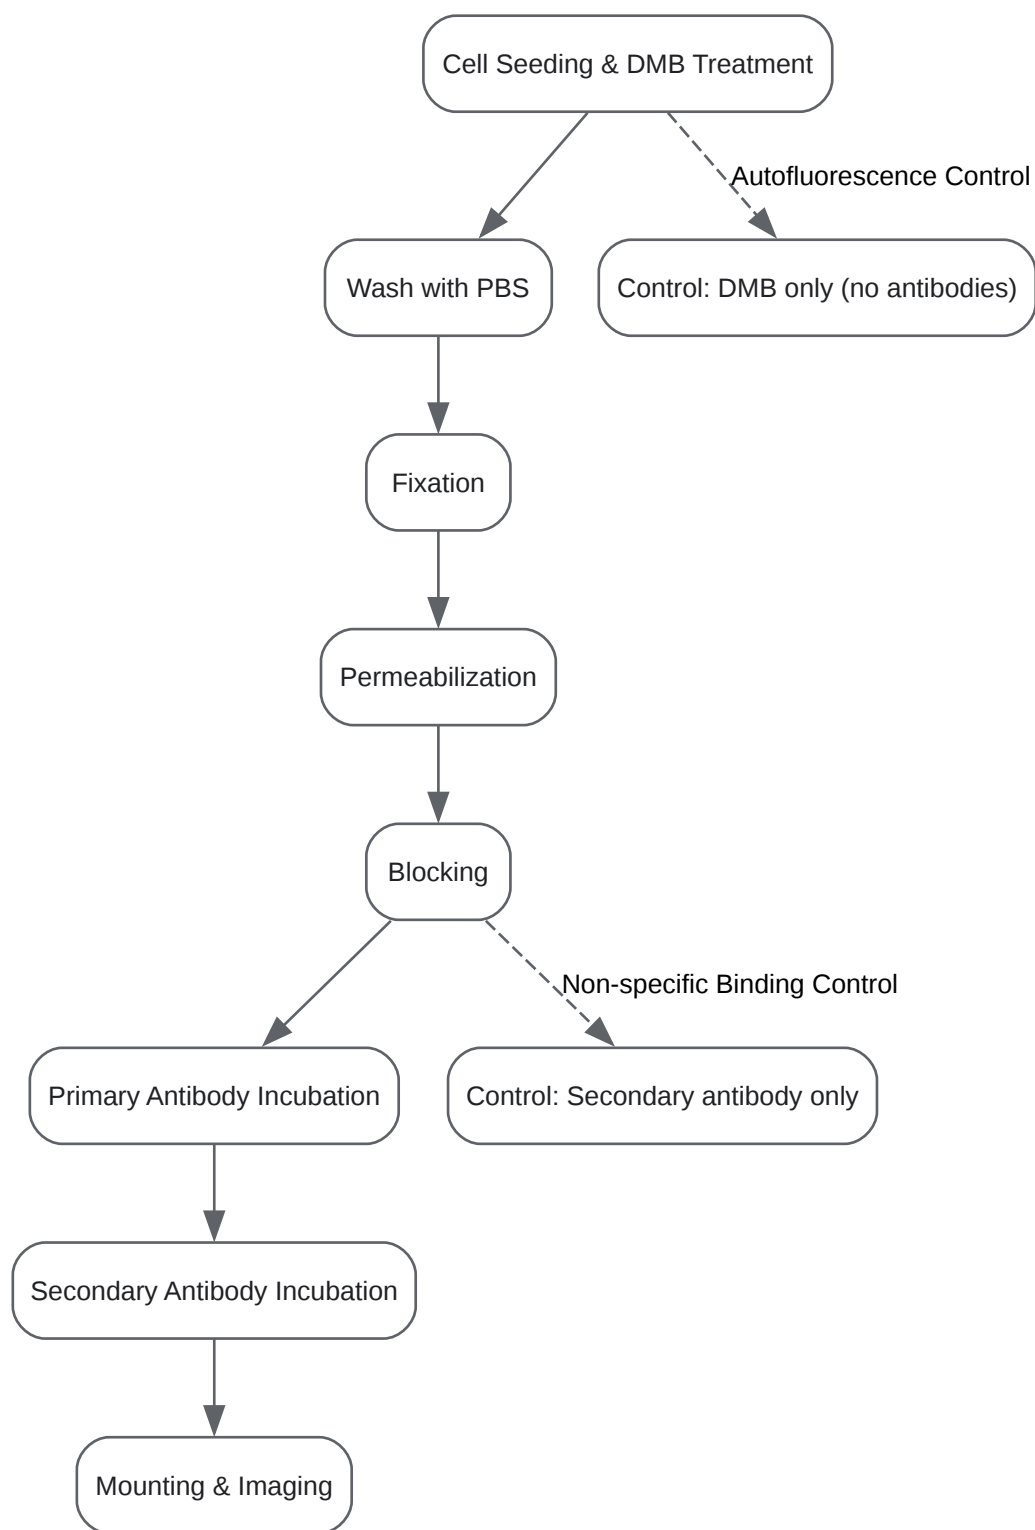 Cell Seeding & DMB Treatment
Autofluorescence Control
Wash with PBS
Control: DMB only (no antibodies)
Fixation
Permeabilization
Blocking
Non-specific Binding Control
Primary Antibody Incubation
Control: Secondary antibody only
Secondary Antibody Incubation
Mounting & Imaging